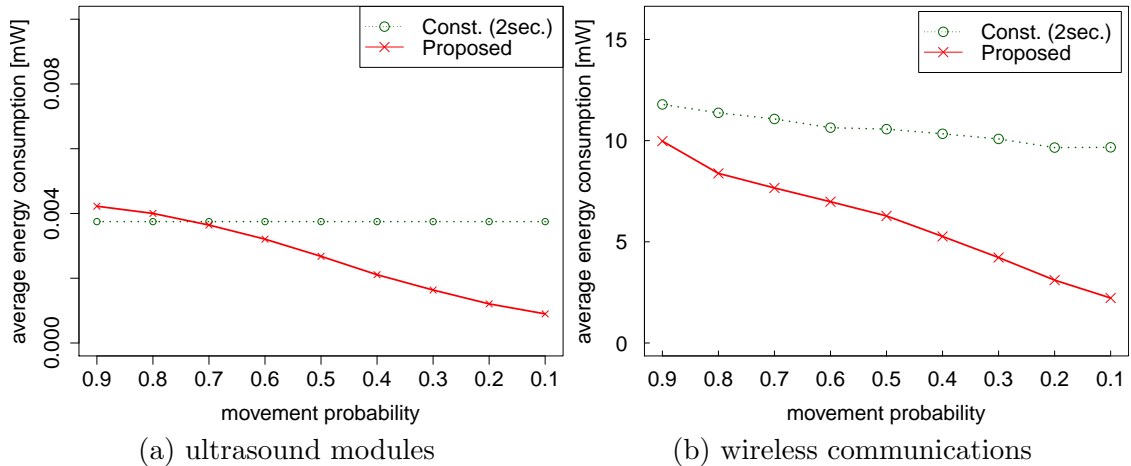 average energy consumption [mW]
0.008
0.004
0.000
Const. (2sec.)
Proposed
0.9 0.8 0.7 0.6 0.5 0.4 0.3 0.2 0.1
movement probability
(a) ultrasound modules
average energy consumption [mW]
15
10
5
0
Const. (2sec.)
Proposed
0.9 0.8 0.7 0.6 0.5 0.4 0.3 0.2 0.1
movement probability
(b) wireless communications